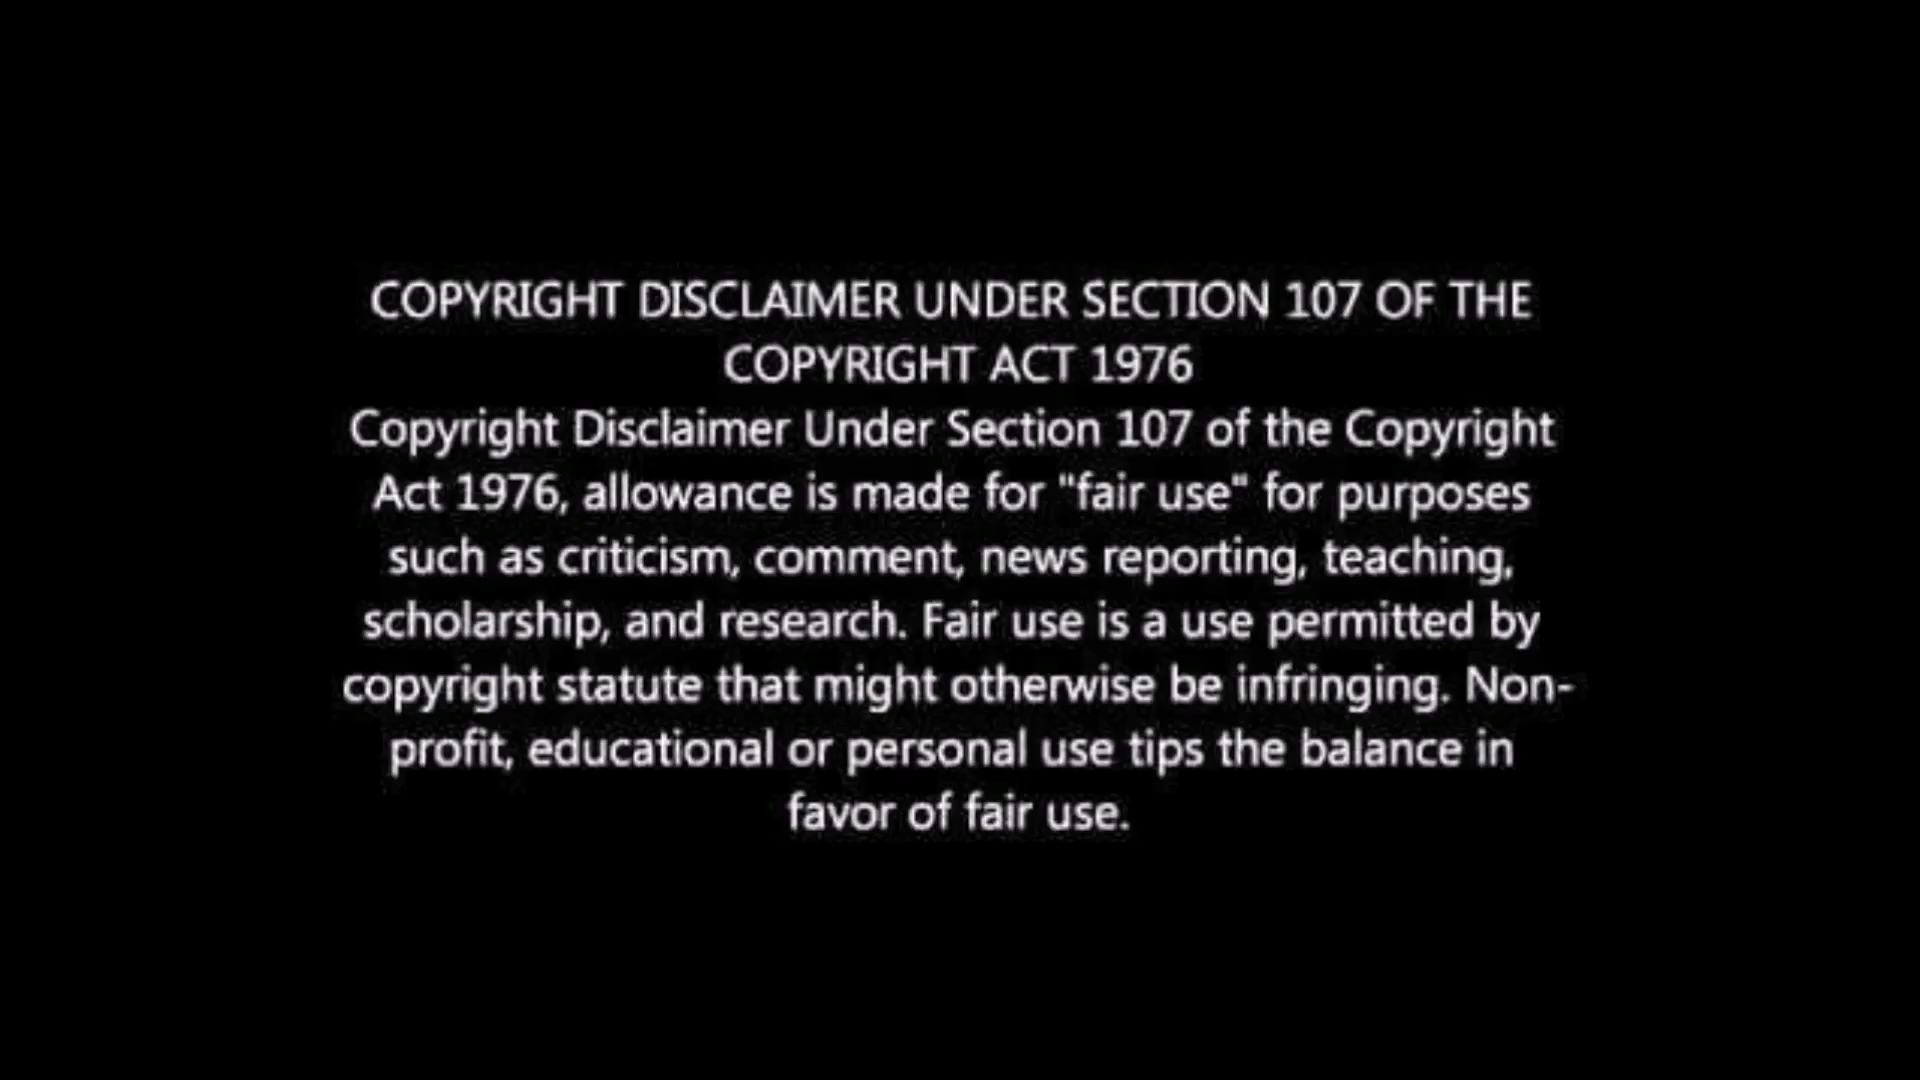 COPYRIGHT DISCLAIMER UNDER SECTION 107 OF THE
COPYRIGHT ACT 1976
Copyright Disclaimer Under Section 107 of the Copyright
Act 1976, allowance is made for "fair use" for purposes
such as criticism, comment, news reporting, teaching,
scholarship, and research. Fair use is a use permitted by
copyright statute that might otherwise be infringing. Non-
profit, educational or personal use tips the balance in
favor of fair use.